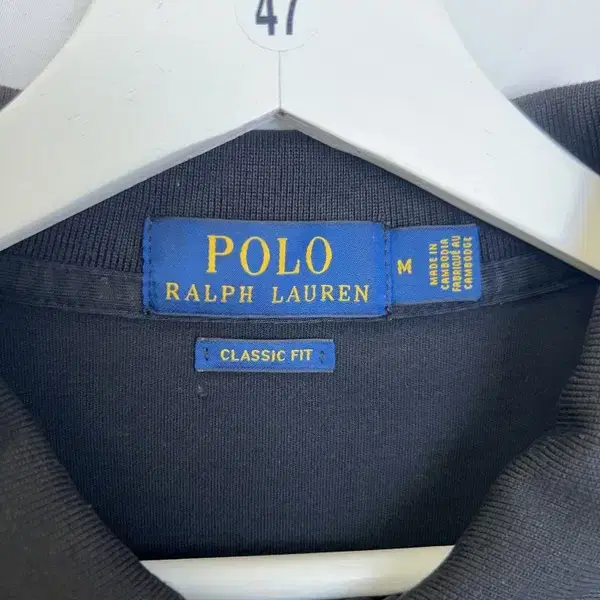 47
POLO
RALPH LAUREN
M
MADE IN
CAMBODIA
FABRIQUÉ AU
CAMBODGE
CLASSIC FIT